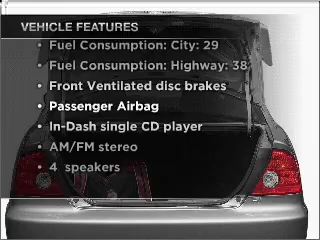 VEHICLE FEATURES
• Fuel Consumption: City: 29
• Fuel Consumption: Highway: 38
• Front Ventilated disc brakes
• Passenger Airbag
• In-Dash single CD player
• AM/FM stereo
• 4 speakers